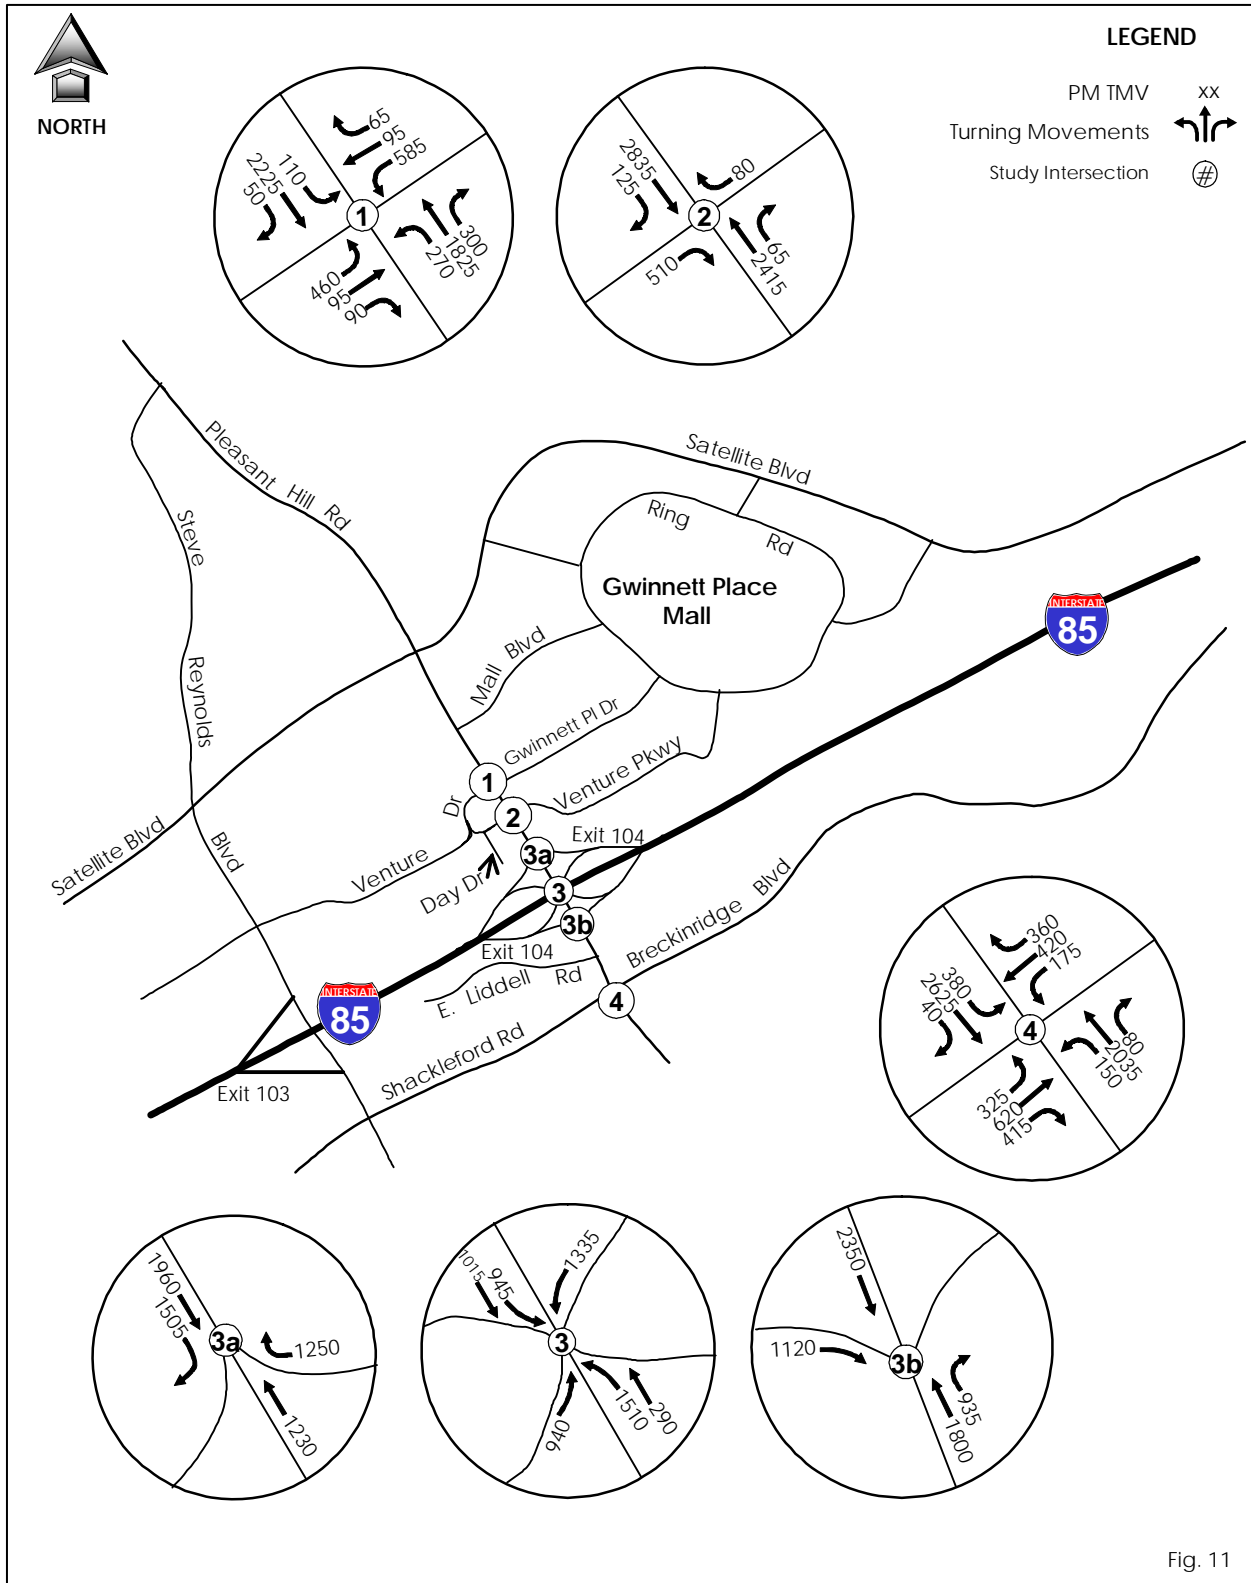 LEGEND
PM TMV xx
Turning Movements
Study Intersection #
NORTH
65
95
585
110
2225
50
300
1825
270
460
95
90
1
2835
125
80
65
2415
510
2
Pleasant Hill Rd
Steve Reynolds Blvd
Satellite Blvd
Ring Rd
Gwinnett Place
Mall
Mall Blvd
Gwinnett Pl Dr
Venture Pkwy
INTERSTATE
85
1
2
3a
3
3b
4
Exit 104
Venture Dr
Day Dr
Satellite Blvd
Exit 104
E. Liddell Rd
Breckinridge Blvd
Shackleford Rd
INTERSTATE
85
Exit 103
360
420
175
380
2625
40
80
2035
150
325
620
415
4
1960
1505
1250
1230
3a
1015
945
1335
290
1510
940
3
2350
1120
935
1800
3b
Fig. 11